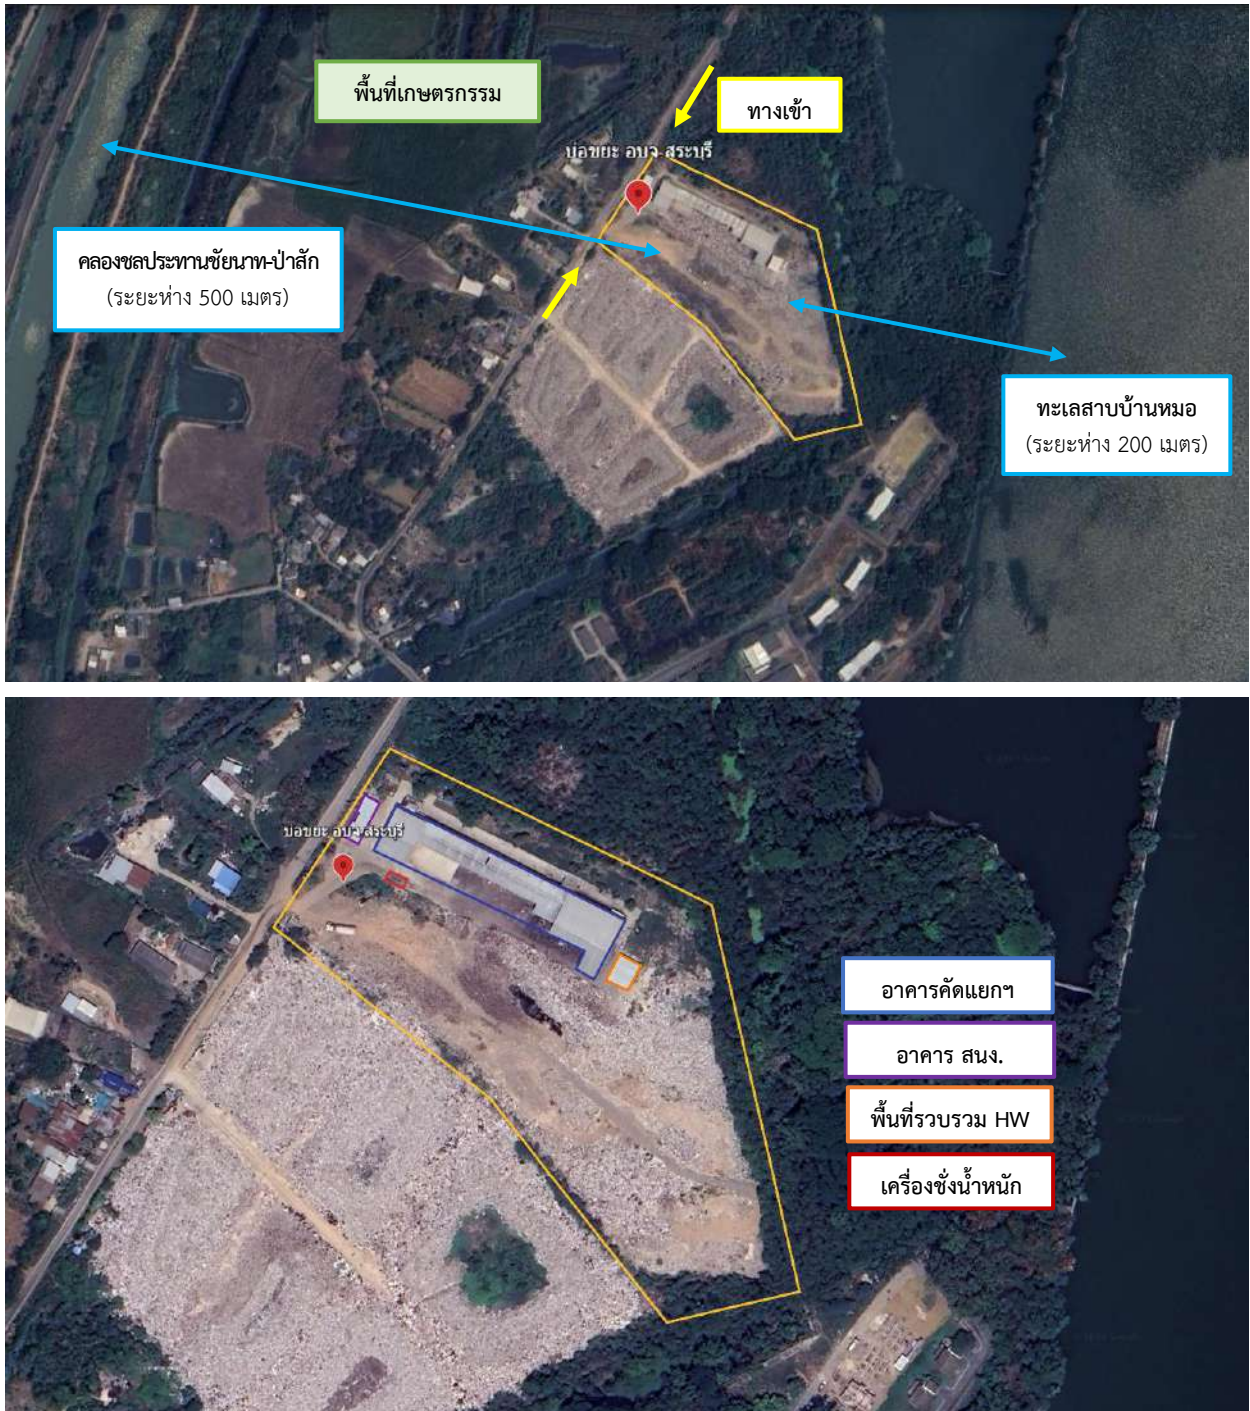 พื้นที่เกษตรกรรม
ทางเข้า
บ่อขยะ อบจ สระบุรี
คลองชลประทานชัยนาท-ป่าสัก
(ระยะห่าง 500 เมตร)
ทะเลสาบบ้านหมอ
(ระยะห่าง 200 เมตร)
บ่อขยะ อบจ สระบุรี
อาคารคัดแยกฯ
อาคาร สนง.
พื้นที่รวบรวม HW
เครื่องชั่งน้ำหนัก